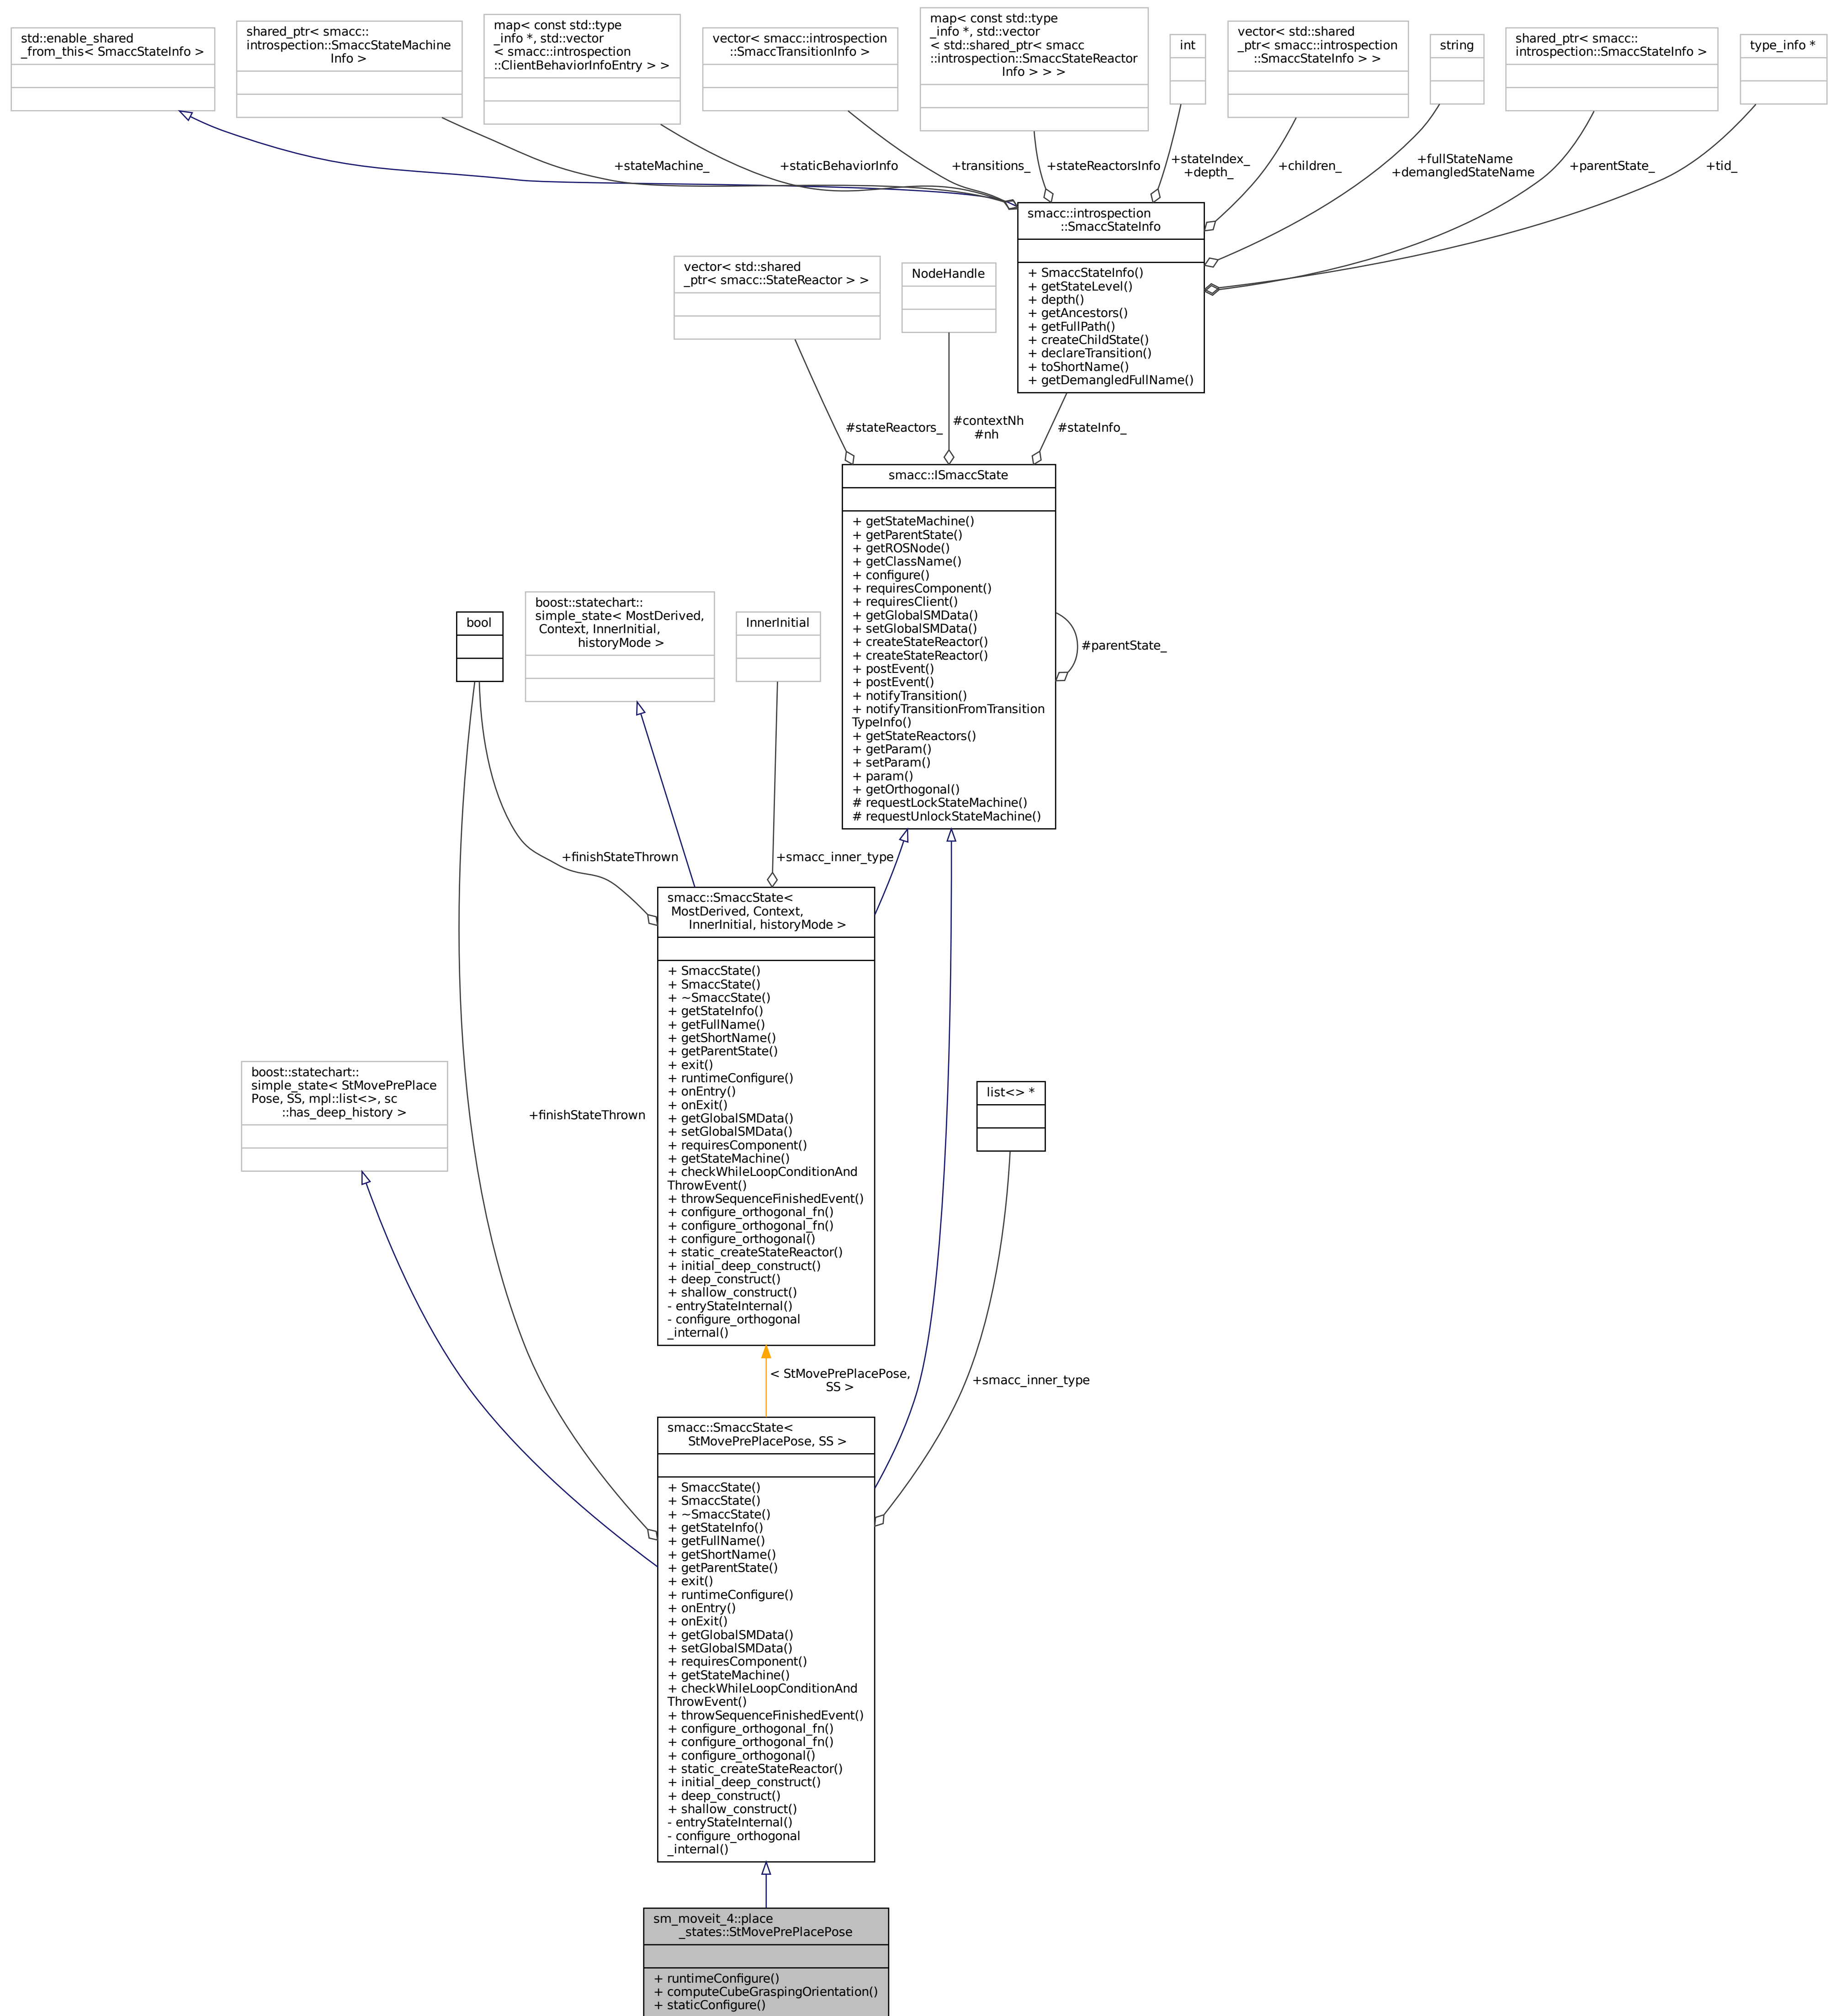 std::enable_shared
_from_this< SmaccStateInfo >
shared_ptr< smacc::
introspection::SmaccStateMachine
Info >
map< const std::type
_info *, std::vector
< smacc::introspection
::ClientBehaviorInfoEntry > >
vector< smacc::introspection
::SmaccTransitionInfo >
map< const std::type
_info *, std::vector
< std::shared_ptr< smacc
::introspection::SmaccStateReactor
Info > > >
int
vector< std::shared
_ptr< smacc::introspection
::SmaccStateInfo > >
string
shared_ptr< smacc::
introspection::SmaccStateInfo >
type_info *
+stateMachine_
+staticBehaviorInfo
+transitions_
+stateReactorsInfo
+stateIndex_
+depth_
+children_
+fullStateName
+demangledStateName
+parentState_
+tid_
smacc::introspection
::SmaccStateInfo
+ SmaccStateInfo()
+ getStateLevel()
+ depth()
+ getAncestors()
+ getFullPath()
+ createChildState()
+ declareTransition()
+ toShortName()
+ getDemangledFullName()
vector< std::shared
_ptr< smacc::StateReactor > >
NodeHandle
#stateReactors_
#contextNh
#nh
#stateInfo_
smacc::ISmaccState
+ getStateMachine()
+ getParentState()
+ getROSNode()
+ getClassName()
+ configure()
+ requiresComponent()
+ requiresClient()
+ getGlobalSMData()
+ setGlobalSMData()
+ createStateReactor()
+ createStateReactor()
+ postEvent()
+ postEvent()
+ notifyTransition()
+ notifyTransitionFromTransition
TypeInfo()
+ getStateReactors()
+ getParam()
+ setParam()
+ param()
+ getOrthogonal()
# requestLockStateMachine()
# requestUnlockStateMachine()
#parentState_
bool
boost::statechart::
simple_state< MostDerived,
Context, InnerInitial,
historyMode >
InnerInitial
+finishStateThrown
+smacc_inner_type
smacc::SmaccState<
MostDerived, Context,
InnerInitial, historyMode >
+ SmaccState()
+ SmaccState()
+ ~SmaccState()
+ getStateInfo()
+ getFullName()
+ getShortName()
+ getParentState()
+ exit()
+ runtimeConfigure()
+ onEntry()
+ onExit()
+ getGlobalSMData()
+ setGlobalSMData()
+ requiresComponent()
+ getStateMachine()
+ checkWhileLoopConditionAnd
ThrowEvent()
+ throwSequenceFinishedEvent()
+ configure_orthogonal_fn()
+ configure_orthogonal_fn()
+ configure_orthogonal()
+ static_createStateReactor()
+ initial_deep_construct()
+ deep_construct()
+ shallow_construct()
- entryStateInternal()
- configure_orthogonal
_internal()
boost::statechart::
simple_state< StMovePrePlace
Pose, SS, mpl::list<>, sc
::has_deep_history >
+finishStateThrown
list<> *
< StMovePrePlacePose,
SS >
+smacc_inner_type
smacc::SmaccState<
StMovePrePlacePose, SS >
+ SmaccState()
+ SmaccState()
+ ~SmaccState()
+ getStateInfo()
+ getFullName()
+ getShortName()
+ getParentState()
+ exit()
+ runtimeConfigure()
+ onEntry()
+ onExit()
+ getGlobalSMData()
+ setGlobalSMData()
+ requiresComponent()
+ getStateMachine()
+ checkWhileLoopConditionAnd
ThrowEvent()
+ throwSequenceFinishedEvent()
+ configure_orthogonal_fn()
+ configure_orthogonal_fn()
+ configure_orthogonal()
+ static_createStateReactor()
+ initial_deep_construct()
+ deep_construct()
+ shallow_construct()
- entryStateInternal()
- configure_orthogonal
_internal()
sm_moveit_4::place
_states::StMovePrePlacePose
+ runtimeConfigure()
+ computeCubeGraspingOrientation()
+ staticConfigure()